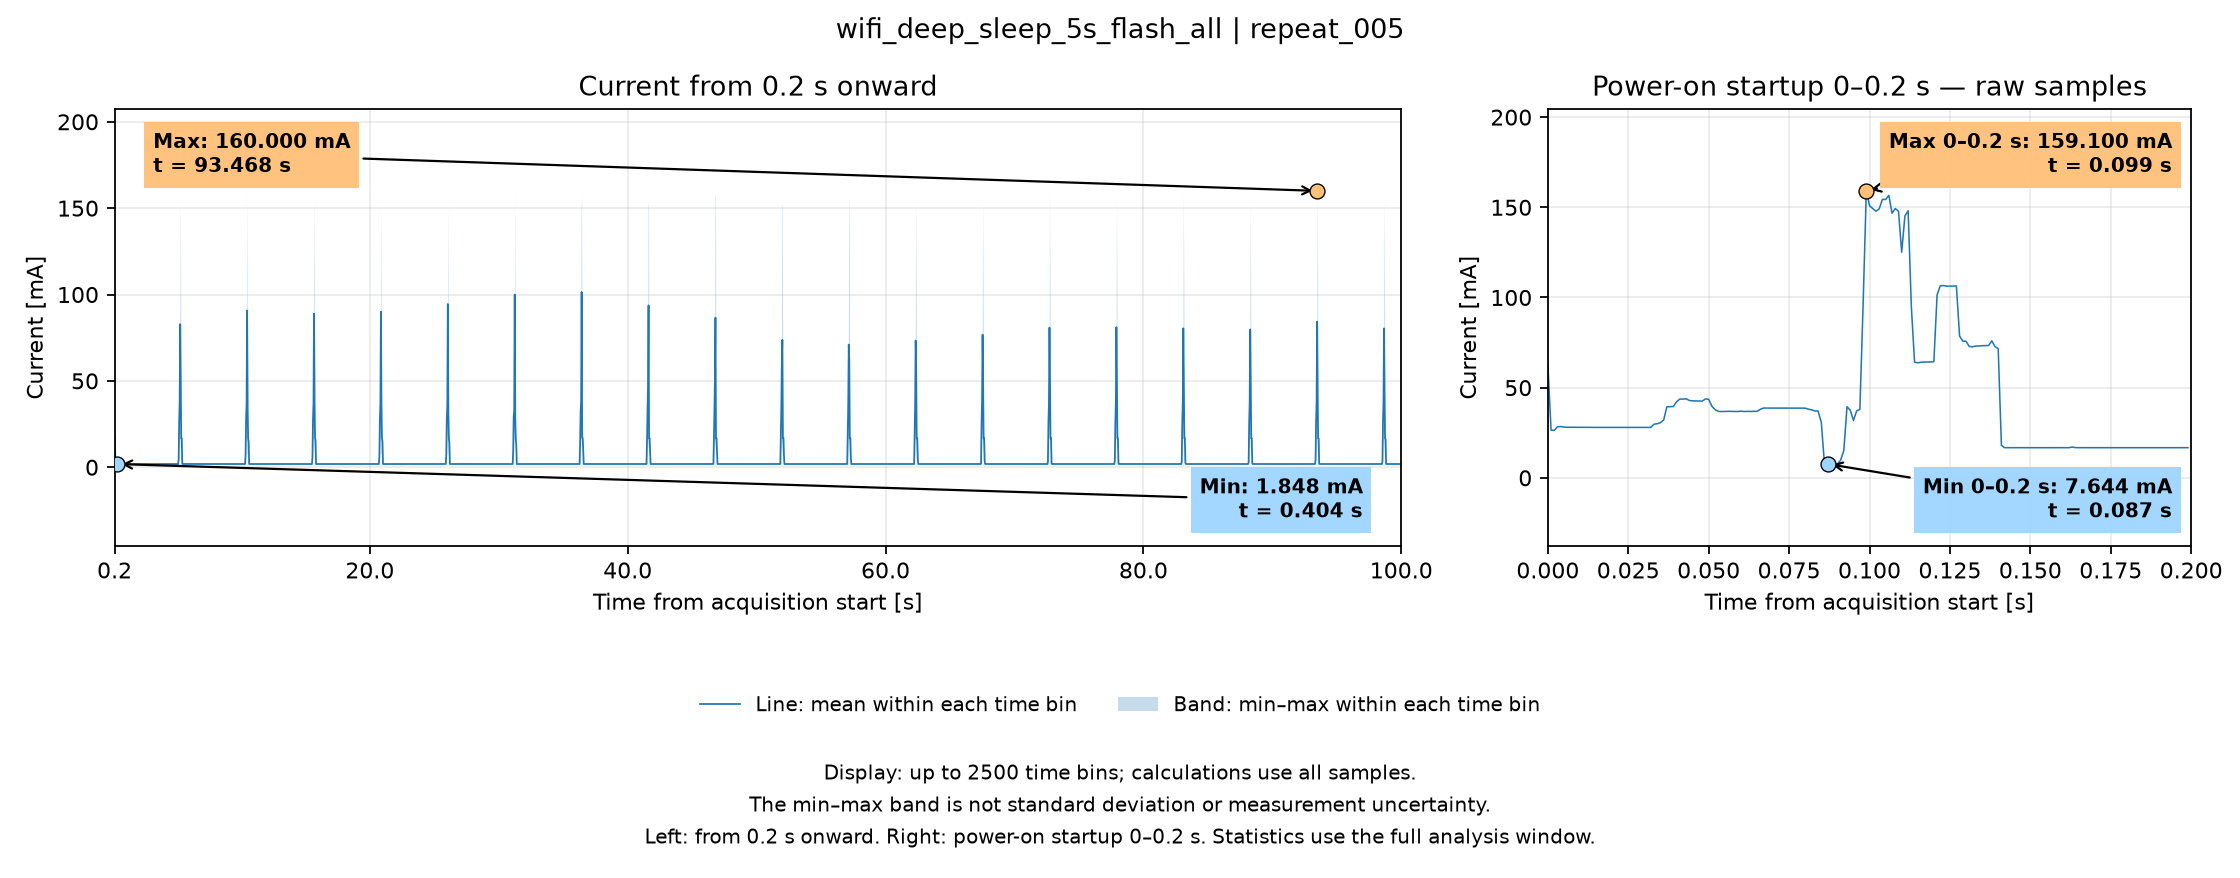 wifi_deep_sleep_5s_flash_all | repeat_005
Current from 0.2 s onward
Max: 160.000 mA
t = 93.468 s
Min: 1.848 mA
t = 0.404 s
200
150
100
50
0
Current [mA]
0.2
20.0
40.0
60.0
80.0
100.0
Time from acquisition start [s]
Power-on startup 0–0.2 s — raw samples
Max 0–0.2 s: 159.100 mA
t = 0.099 s
Min 0–0.2 s: 7.644 mA
t = 0.087 s
200
150
100
50
0
Current [mA]
0.000
0.025
0.050
0.075
0.100
0.125
0.150
0.175
0.200
Time from acquisition start [s]
Line: mean within each time bin
Band: min–max within each time bin
Display: up to 2500 time bins; calculations use all samples.
The min–max band is not standard deviation or measurement uncertainty.
Left: from 0.2 s onward. Right: power-on startup 0–0.2 s. Statistics use the full analysis window.